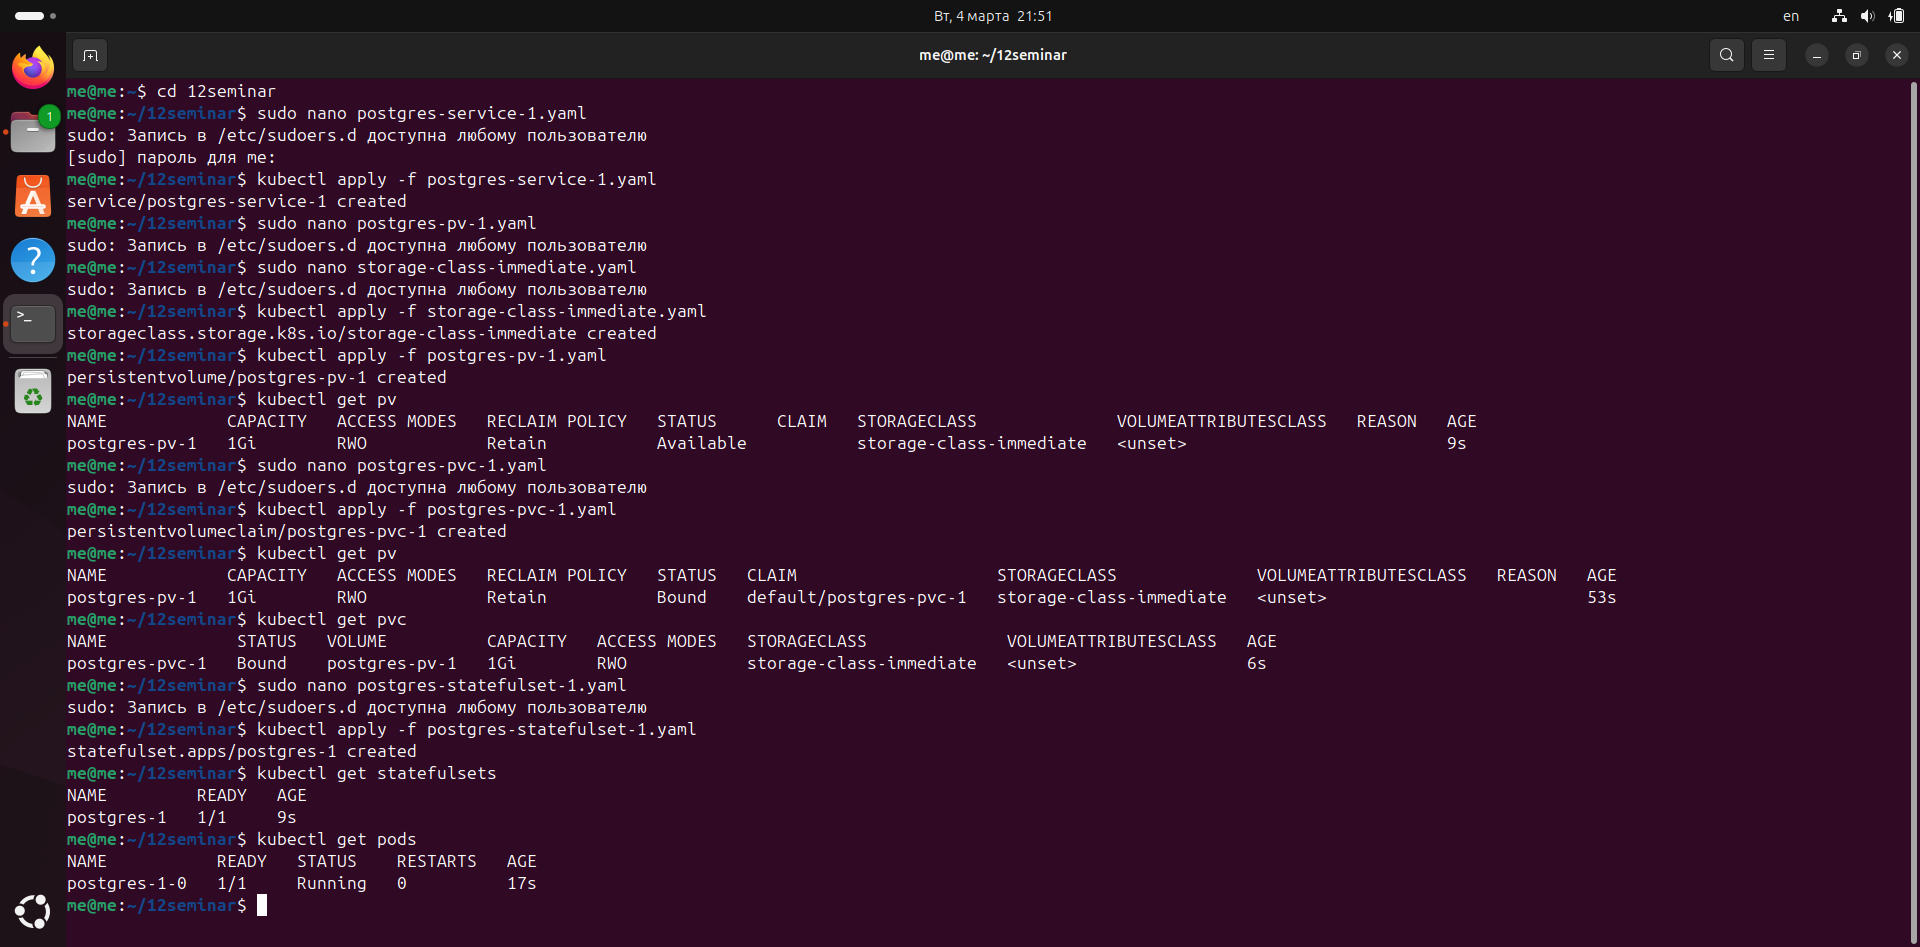 Вт, 4 марта 21:51
en
me@me: ~/12seminar
1
me@me:~$ cd 12seminar
me@me:~/12seminar$ sudo nano postgres-service-1.yaml
sudo: Запись в /etc/sudoers.d доступна любому пользователю
[sudo] пароль для me:
me@me:~/12seminar$ kubectl apply -f postgres-service-1.yaml
service/postgres-service-1 created
me@me:~/12seminar$ sudo nano postgres-pv-1.yaml
sudo: Запись в /etc/sudoers.d доступна любому пользователю
me@me:~/12seminar$ sudo nano storage-class-immediate.yaml
sudo: Запись в /etc/sudoers.d доступна любому пользователю
me@me:~/12seminar$ kubectl apply -f storage-class-immediate.yaml
storageclass.storage.k8s.io/storage-class-immediate created
me@me:~/12seminar$ kubectl apply -f postgres-pv-1.yaml
persistentvolume/postgres-pv-1 created
me@me:~/12seminar$ kubectl get pv
NAME CAPACITY ACCESS MODES RECLAIM POLICY STATUS CLAIM STORAGECLASS VOLUMEATTRIBUTESCLASS REASON AGE
postgres-pv-1 1Gi RWO Retain Available storage-class-immediate <unset> 9s
me@me:~/12seminar$ sudo nano postgres-pvc-1.yaml
sudo: Запись в /etc/sudoers.d доступна любому пользователю
me@me:~/12seminar$ kubectl apply -f postgres-pvc-1.yaml
persistentvolumeclaim/postgres-pvc-1 created
me@me:~/12seminar$ kubectl get pv
NAME CAPACITY ACCESS MODES RECLAIM POLICY STATUS CLAIM STORAGECLASS VOLUMEATTRIBUTESCLASS REASON AGE
postgres-pv-1 1Gi RWO Retain Bound default/postgres-pvc-1 storage-class-immediate <unset> 53s
me@me:~/12seminar$ kubectl get pvc
NAME STATUS VOLUME CAPACITY ACCESS MODES STORAGECLASS VOLUMEATTRIBUTESCLASS AGE
postgres-pvc-1 Bound postgres-pv-1 1Gi RWO storage-class-immediate <unset> 6s
me@me:~/12seminar$ sudo nano postgres-statefulset-1.yaml
sudo: Запись в /etc/sudoers.d доступна любому пользователю
me@me:~/12seminar$ kubectl apply -f postgres-statefulset-1.yaml
statefulset.apps/postgres-1 created
me@me:~/12seminar$ kubectl get statefulsets
NAME READY AGE
postgres-1 1/1 9s
me@me:~/12seminar$ kubectl get pods
NAME READY STATUS RESTARTS AGE
postgres-1-0 1/1 Running 0 17s
me@me:~/12seminar$